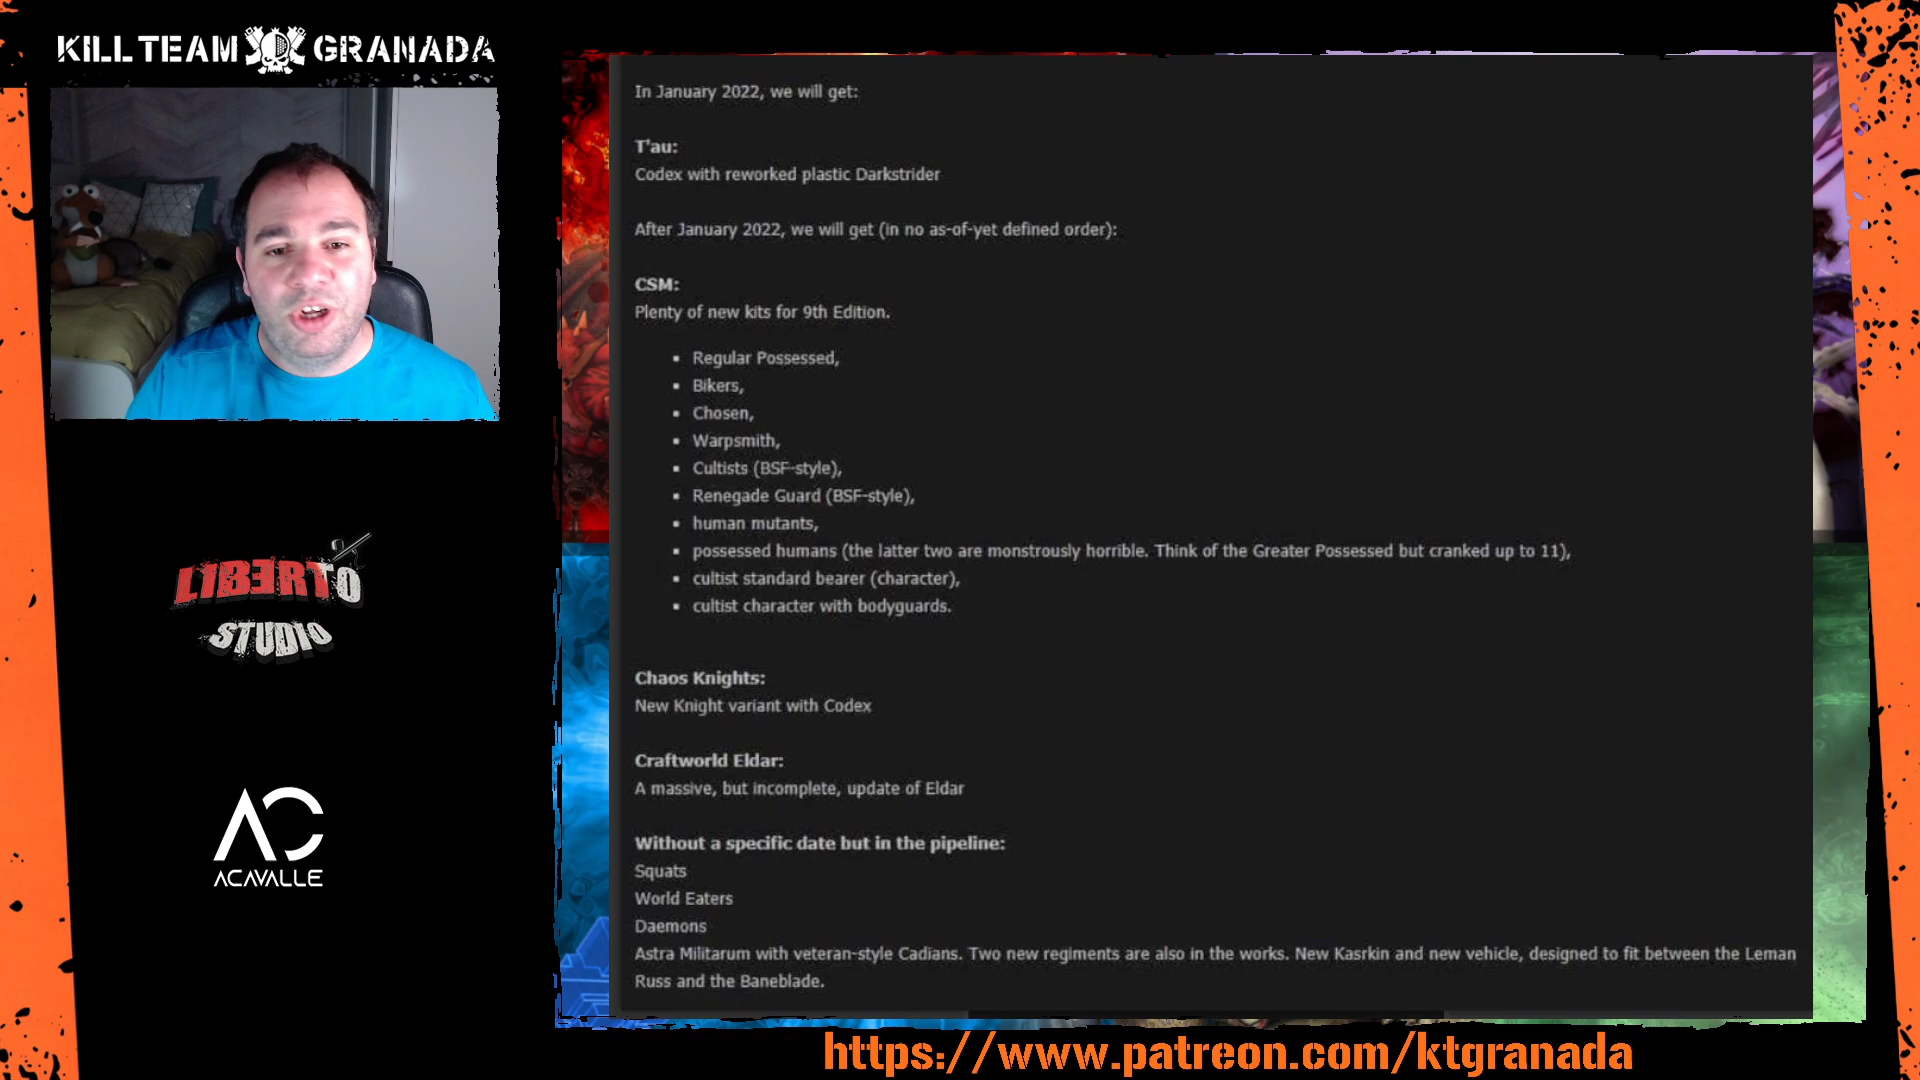 KILL TEAM GRANADA
In January 2022, we will get:
T'au:
Codex with reworked plastic Darkstrider
After January 2022, we will get (in no as-of-yet defined order):
CSM:
Plenty of new kits for 9th Edition.
▪ Regular Possessed,
▪ Bikers,
▪ Chosen,
▪ Warpsmith,
▪ Cultists (BSF-style),
▪ Renegade Guard (BSF-style),
▪ human mutants,
▪ possessed humans (the latter two are monstrously horrible. Think of the Greater Possessed but cranked up to 11),
▪ cultist standard bearer (character),
▪ cultist character with bodyguards.
Chaos Knights:
New Knight variant with Codex
Craftworld Eldar:
A massive, but incomplete, update of Eldar
Without a specific date but in the pipeline:
Squats
World Eaters
Daemons
Astra Militarum with veteran-style Cadians. Two new regiments are also in the works. New Kasrkin and new vehicle, designed to fit between the Leman
Russ and the Baneblade.
LIBERTO
STUDIO
AC
ACAVALLE
https://www.patreon.com/ktgranada